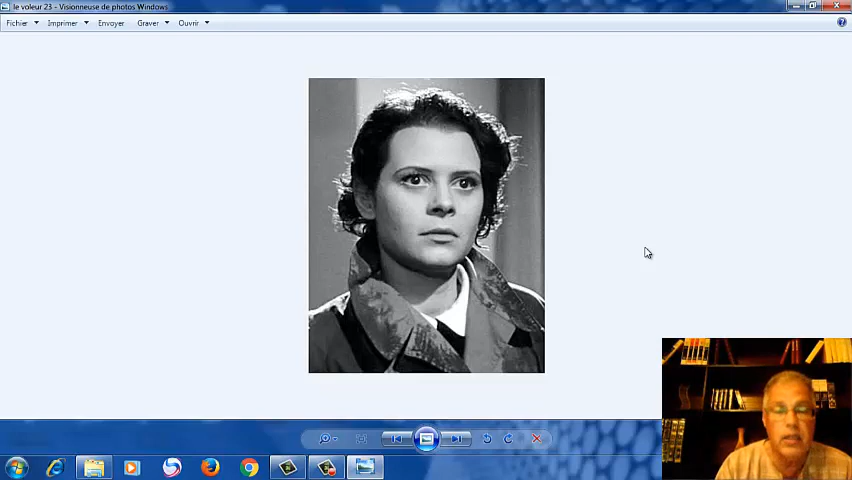 le voleur 23 - Visionneuse de photos Windows
Fichier Imprimer Envoyer Graver Ouvrir